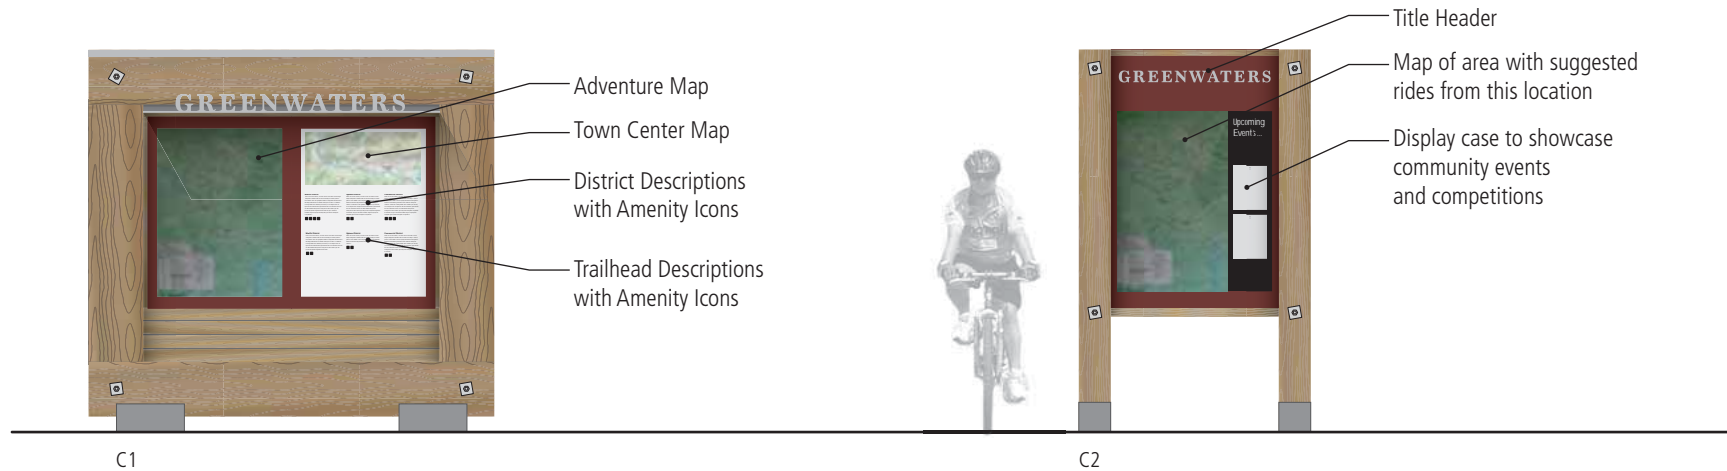 GREENWATERS
Adventure Map
Town Center Map
District Descriptions
with Amenity Icons
Trailhead Descriptions
with Amenity Icons
C1
GREENWATERS
Upcoming
Events...
Title Header
Map of area with suggested
rides from this location
Display case to showcase
community events
and competitions
C2